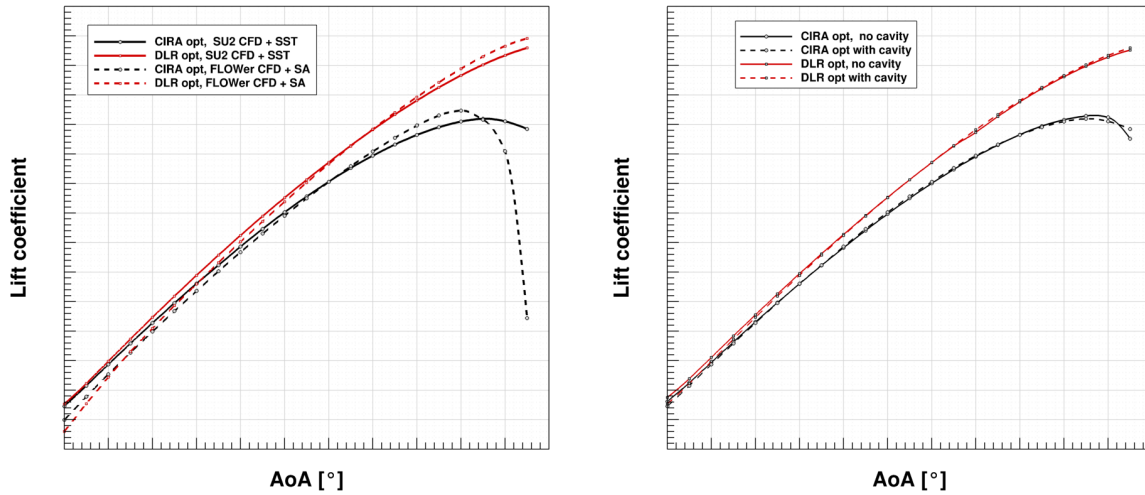 CIRA opt, SU2 CFD + SST
DLR opt, SU2 CFD + SST
CIRA opt, FLOWer CFD + SA
DLR opt, FLOWer CFD + SA
Lift coefficient
AoA [°]
CIRA opt, no cavity
CIRA opt with cavity
DLR opt, no cavity
DLR opt with cavity
Lift coefficient
AoA [°]